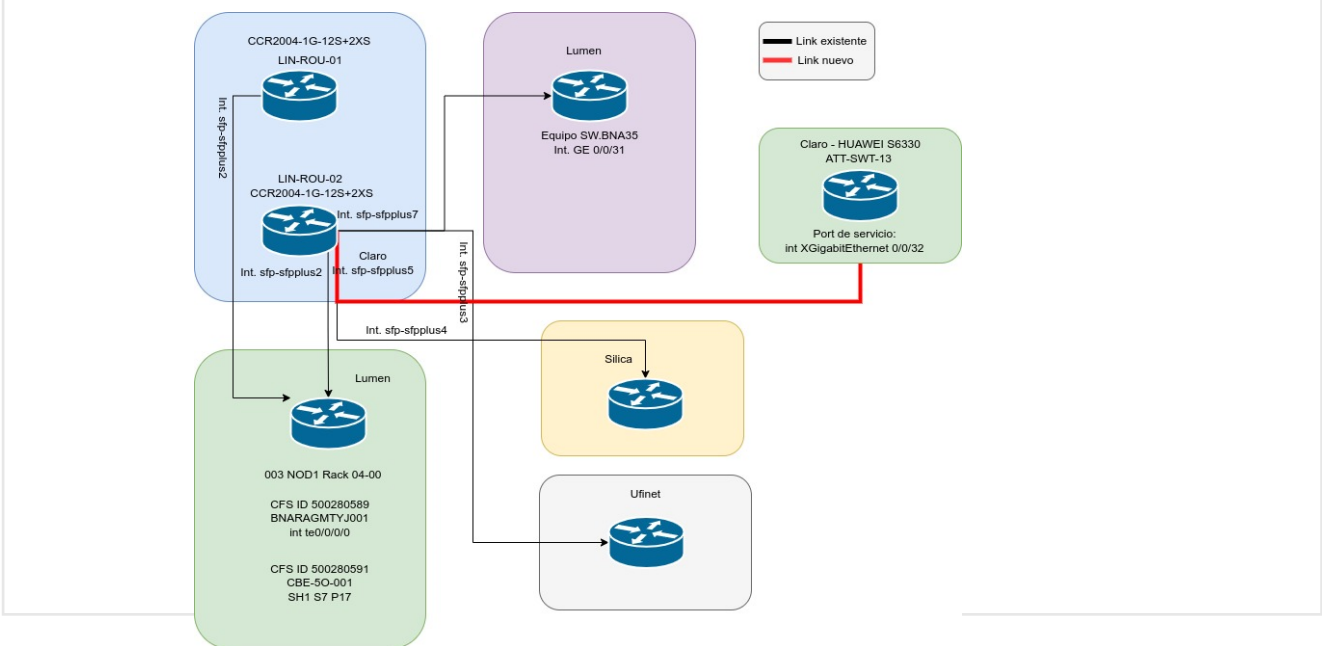 CCR2004-1G-12S+2XS
LIN-ROU-01
Int. sfp-sfpplus2
LIN-ROU-02
CCR2004-1G-12S+2XS
Int. sfp-sfpplus7
Claro
Int. sfp-sfpplus5
Int. sfp-sfpplus2
Int. sfp-sfpplus3
Int. sfp-sfpplus4
Lumen
Equipo SW.BNA35
Int. GE 0/0/31
Link existente
Link nuevo
Claro - HUAWEI S6330
ATT-SWT-13
Port de servicio:
int XGigabitEthernet 0/0/32
Lumen
003 NOD1 Rack 04-00
CFS ID 500280589
BNARAGMTYJ001
int te0/0/0/0
CFS ID 500280591
CBE-5O-001
SH1 S7 P17
Silica
Ufinet